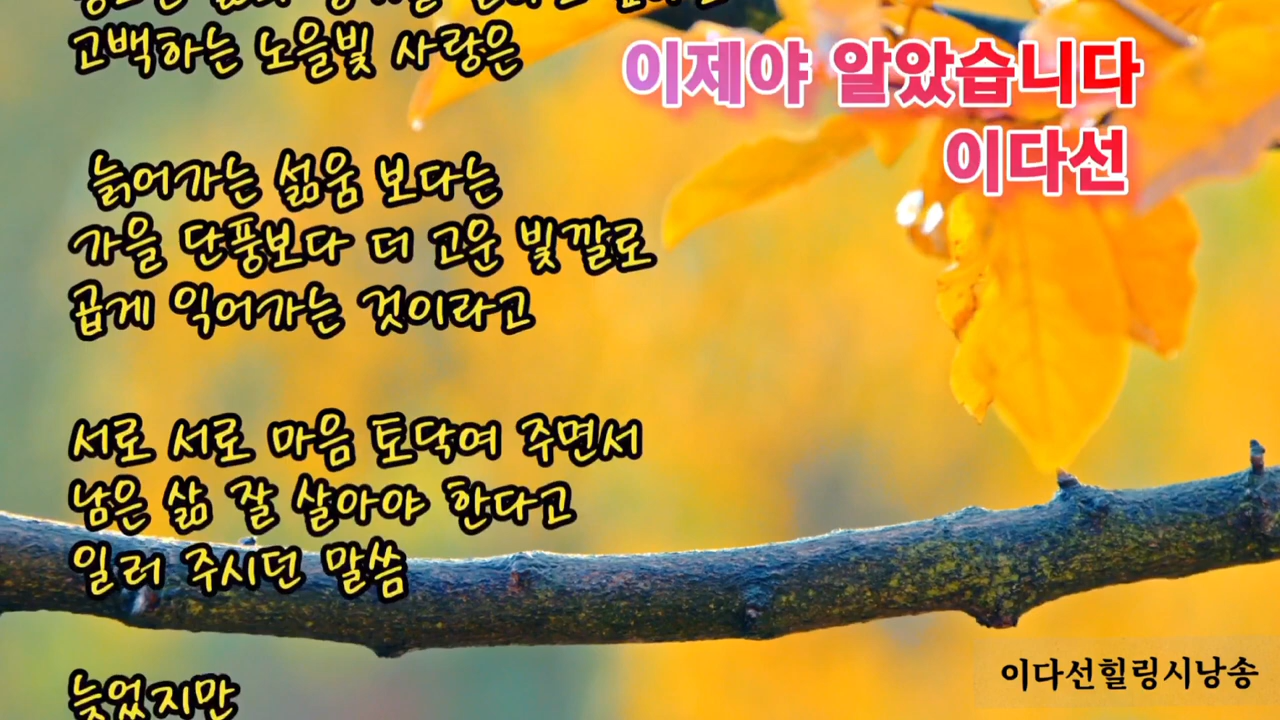 고백하는 노을빛 사랑은
늙어가는 섦움 보다는
가을 단풍보다 더 고운 빛깔로
곱게 익어가는 것이라고
서로 서로 마음 토닥여 주면서
남은 삶 잘 살아야 한다고
일러 주시던 말씀
늦었지만
이제야 알았습니다
이다선
이다선힐링시낭송